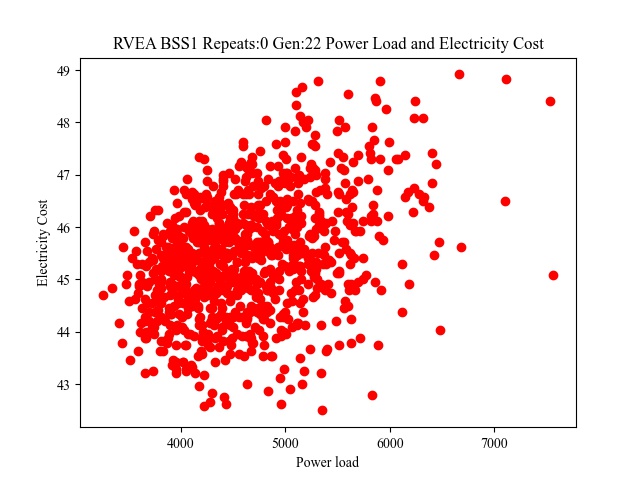 RVEA BSS1 Repeats:0 Gen:22 Power Load and Electricity Cost
49
48
47
46
45
44
43
Electricity Cost
4000 5000 6000 7000
Power load